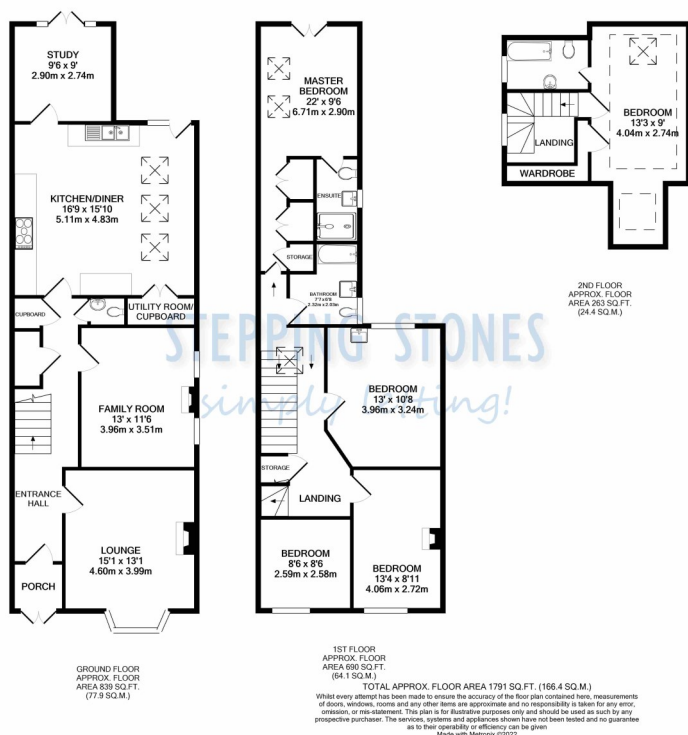 STUDY
9'6 x 9'
2.90m x 2.74m
KITCHEN/DINER
16'9 x 15'10
5.11m x 4.83m
CUPBOARD
UTILITY ROOM/
CUPBOARD
FAMILY ROOM
13' x 11'6
3.96m x 3.51m
ENTRANCE
HALL
LOUNGE
15'1 x 13'1
4.60m x 3.99m
PORCH
GROUND FLOOR
APPROX. FLOOR
AREA 839 SQ.FT.
(77.9 SQ.M.)
MASTER
BEDROOM
22' x 9'6
6.71m x 2.90m
ENSUITE
STORAGE
BATHROOM
BEDROOM
13' x 10'8
3.96m x 3.24m
STORAGE
LANDING
BEDROOM
8'6 x 8'6
2.59m x 2.58m
BEDROOM
13'4 x 8'11
4.06m x 2.72m
1ST FLOOR
APPROX. FLOOR
AREA 690 SQ.FT.
(64.1 SQ.M.)
BEDROOM
13'3 x 9'
4.04m x 2.74m
LANDING
WARDROBE
2ND FLOOR
APPROX. FLOOR
AREA 263 SQ.FT.
(24.4 SQ.M.)
STEPPING STONES
simply letting!
TOTAL APPROX. FLOOR AREA 1791 SQ.FT. (166.4 SQ.M.)
Whilst every attempt has been made to ensure the accuracy of the floor plan contained here, measurements
of doors, windows, rooms and any other items are approximate and no responsibility is taken for any error,
omission, or mis-statement. This plan is for illustrative purposes only and should be used as such by any
prospective purchaser. The services, systems and appliances shown have not been tested and no guarantee
as to their operability or efficiency can be given
Made with Metropix ©2022